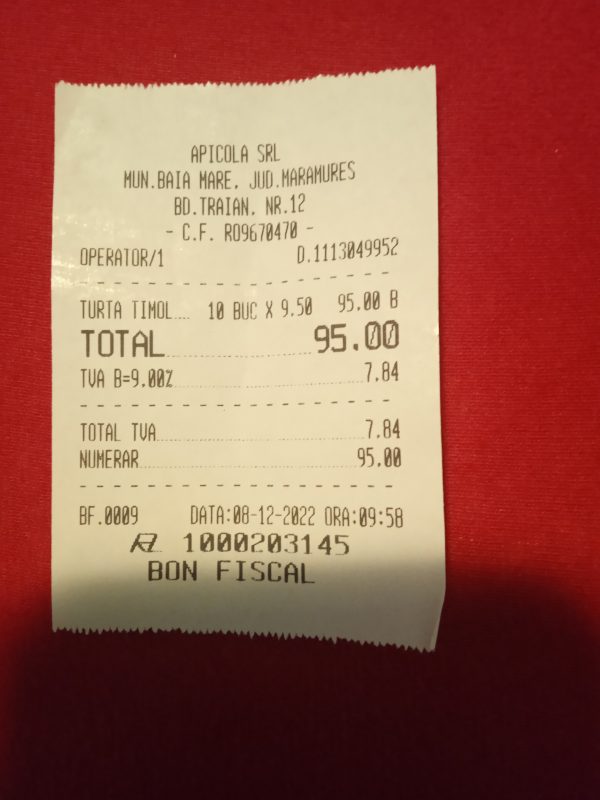 APICOLA SRL
MUN.BAIA MARE, JUD.MARAMURES
BD.TRAIAN, NR.12
- C.F. RO9670470 -
OPERATOR/1 D.1113049952
TURTA TIMOL.... 10 BUC X 9.50 95.00 B
TOTAL 95.00
TVA B=9.00% 7.84
TOTAL TVA 7.84
NUMERAR 95.00
BF.0009 DATA:08-12-2022 ORA:09:58
1000203145
BON FISCAL